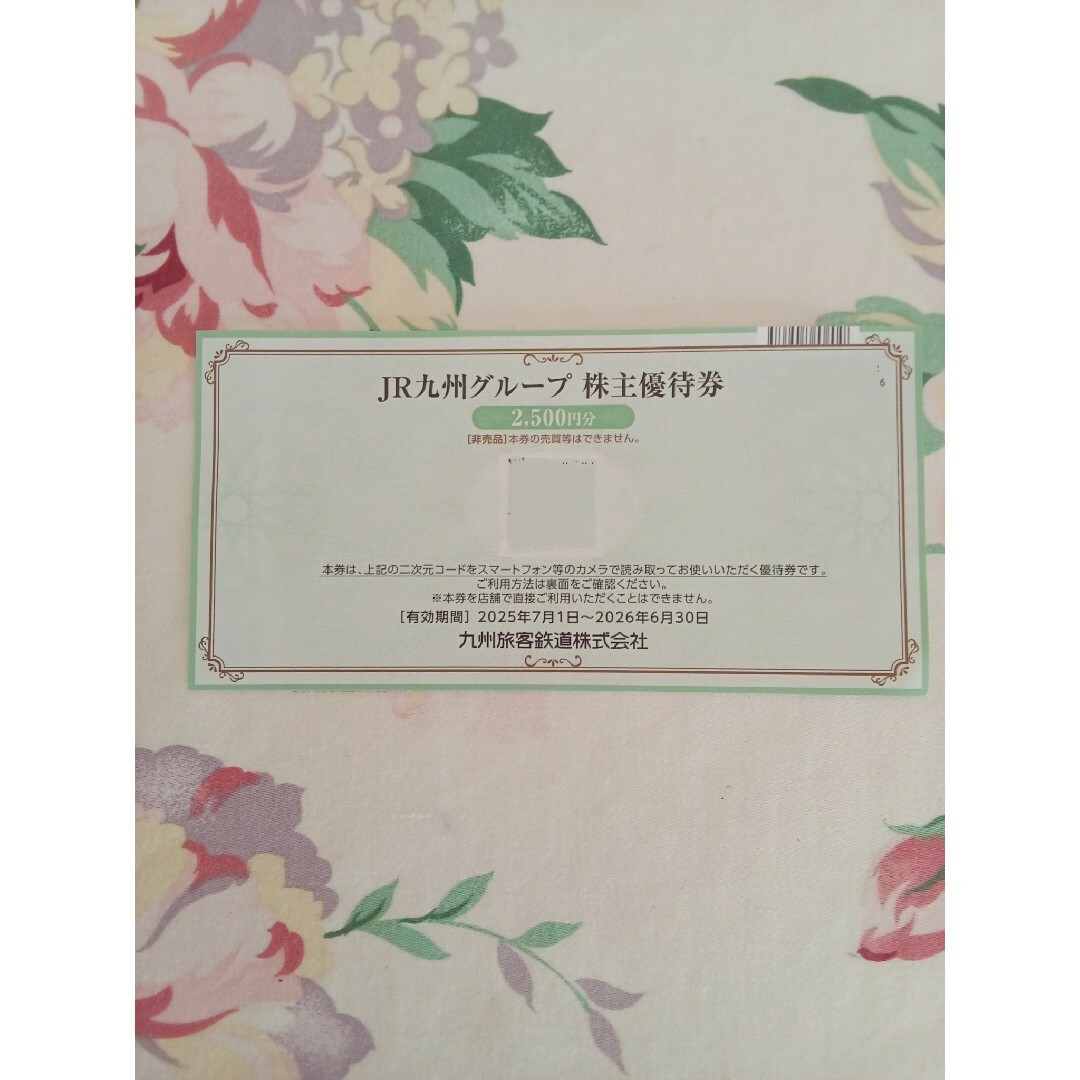 JR九州グループ 株主優待券
2,500円分
[非売品]本券の売買等はできません。
本券は、上記の二次元コードをスマートフォン等のカメラで読み取ってお使いいただく優待券です。
ご利用方法は裏面をご確認ください。
※本券を店舗で直接ご利用いただくことはできません。
[有効期間] 2025年7月1日〜2026年6月30日
九州旅客鉄道株式会社